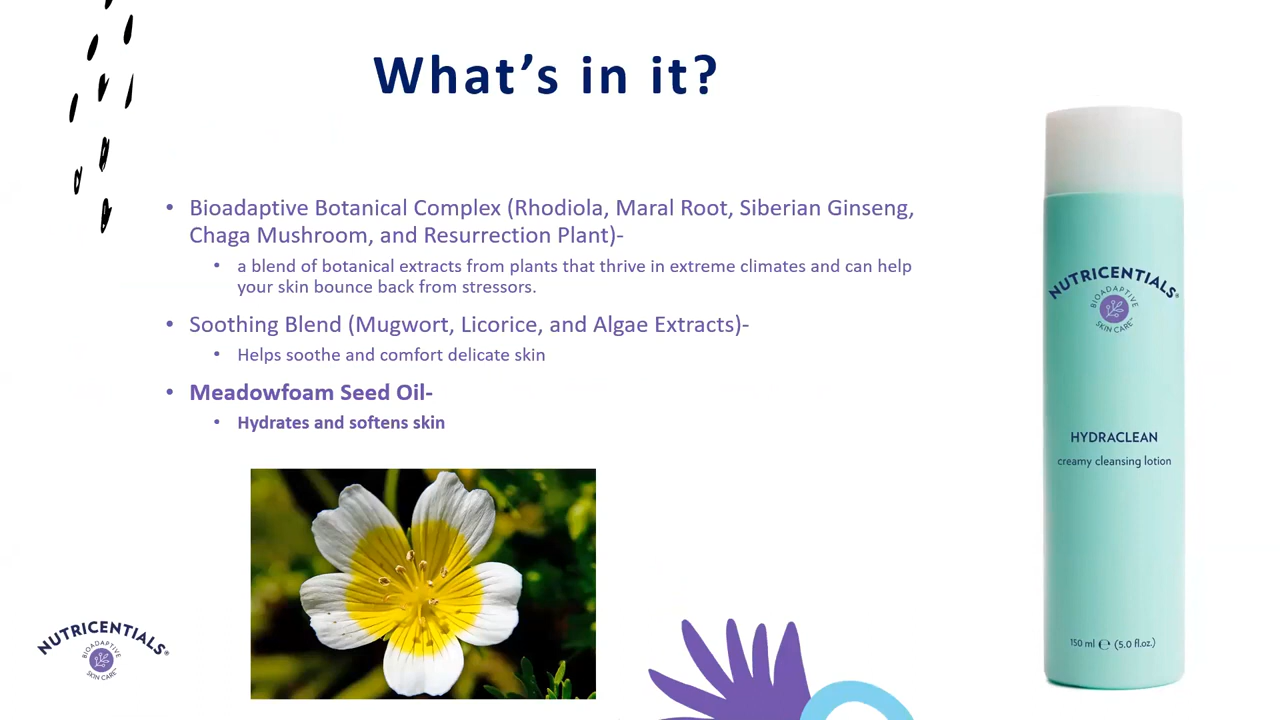 What’s in it?
• Bioadaptive Botanical Complex (Rhodiola, Maral Root, Siberian Ginseng,
Chaga Mushroom, and Resurrection Plant)-
• a blend of botanical extracts from plants that thrive in extreme climates and can help
your skin bounce back from stressors.
• Soothing Blend (Mugwort, Licorice, and Algae Extracts)-
• Helps soothe and comfort delicate skin
• Meadowfoam Seed Oil-
• Hydrates and softens skin
NUTRICENTIALS®
BIOADAPTIVE
SKIN CARE™
HYDRACLEAN
creamy cleansing lotion
150 ml ℮ (5.0 fl.oz.)
NUTRICENTIALS®
BIOADAPTIVE
SKIN CARE™